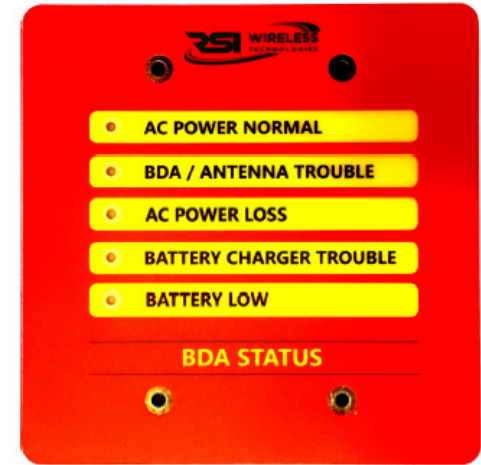 RSI WIRELESS
TECHNOLOGIES
AC POWER NORMAL
BDA / ANTENNA TROUBLE
AC POWER LOSS
BATTERY CHARGER TROUBLE
BATTERY LOW
BDA STATUS